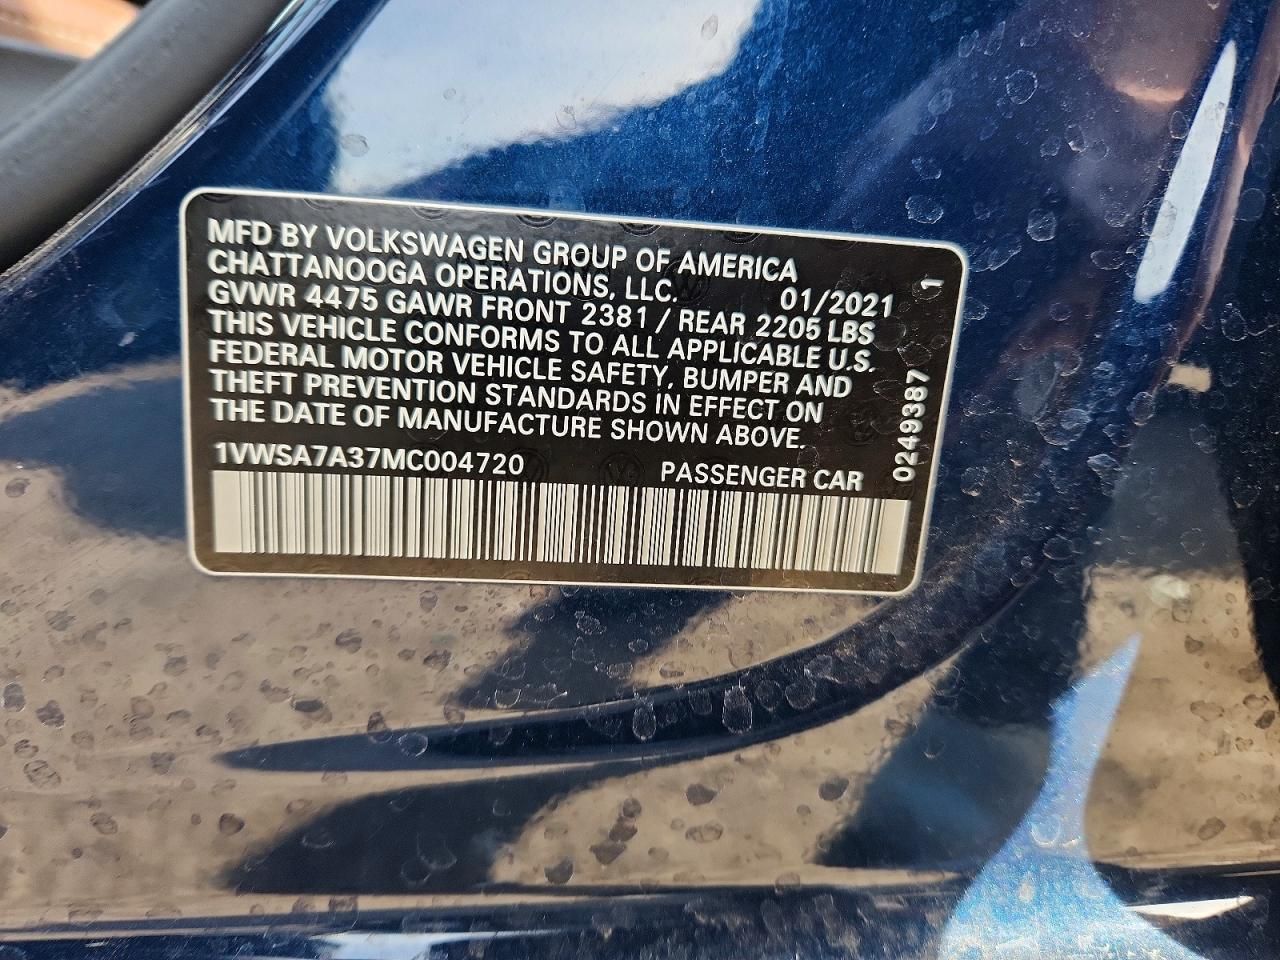 MFD BY VOLKSWAGEN GROUP OF AMERICA
CHATTANOOGA OPERATIONS, LLC. 01/2021 1
GVWR 4475 GAWR FRONT 2381 / REAR 2205 LBS
THIS VEHICLE CONFORMS TO ALL APPLICABLE U.S.
FEDERAL MOTOR VEHICLE SAFETY, BUMPER AND
THEFT PREVENTION STANDARDS IN EFFECT ON
THE DATE OF MANUFACTURE SHOWN ABOVE.
1VWSA7A37MC004720 PASSENGER CAR
0249387